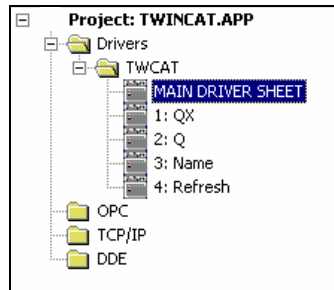 Project: TWINCAT.APP
Drivers
TWCAT
MAIN DRIVER SHEET
1: QX
2: Q
3: Name
4: Refresh
OPC
TCP/IP
DDE